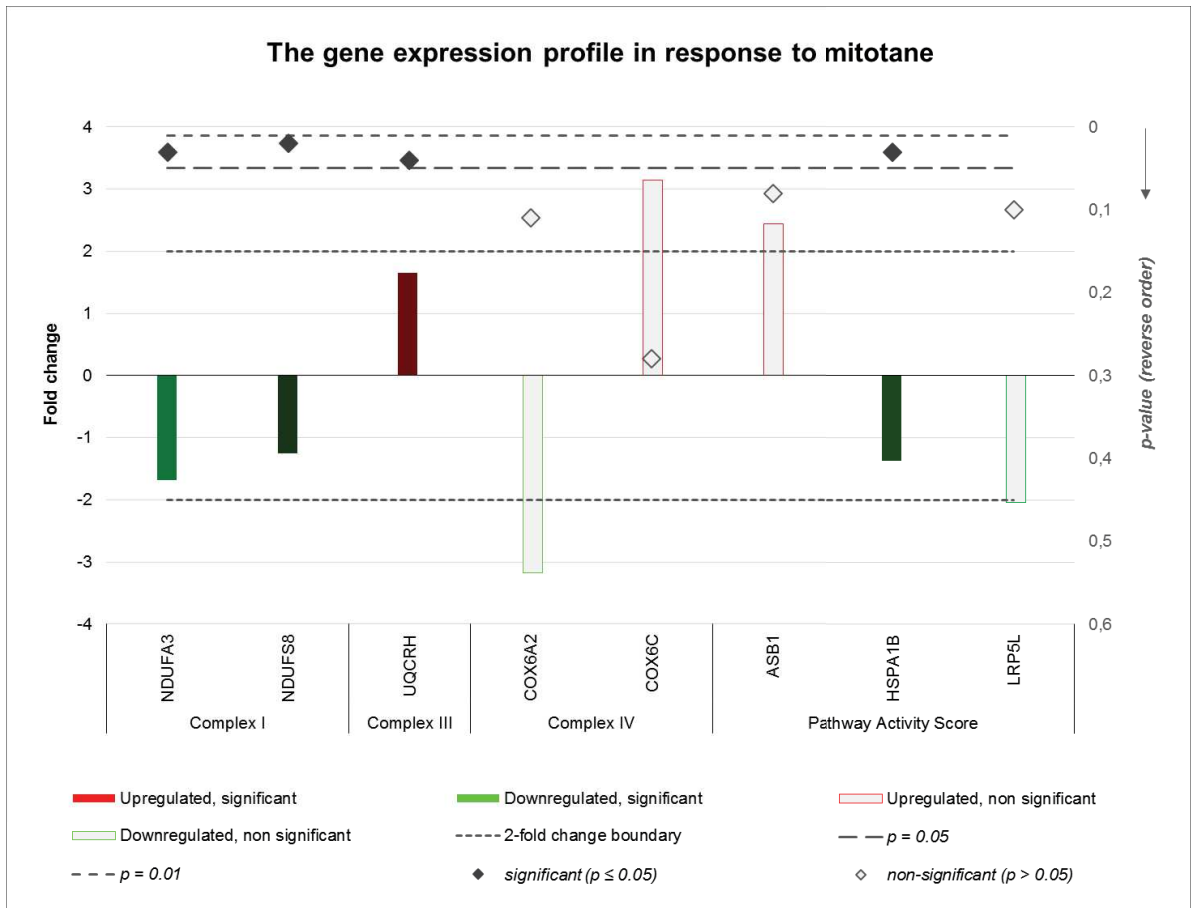 The gene expression profile in response to mitotane
4
3
2
1
0
-1
-2
-3
-4
Fold change
0
0,1
0,2
0,3
0,4
0,5
0,6
p-value (reverse order)
NDUFA3
NDUFS8
UQCRH
COX6A2
COX6C
ASB1
HSPA1B
LRP5L
Complex I
Complex III
Complex IV
Pathway Activity Score
Upregulated, significant
Downregulated, significant
Upregulated, non significant
Downregulated, non significant
2-fold change boundary
p = 0.05
p = 0.01
significant (p ≤ 0.05)
non-significant (p > 0.05)